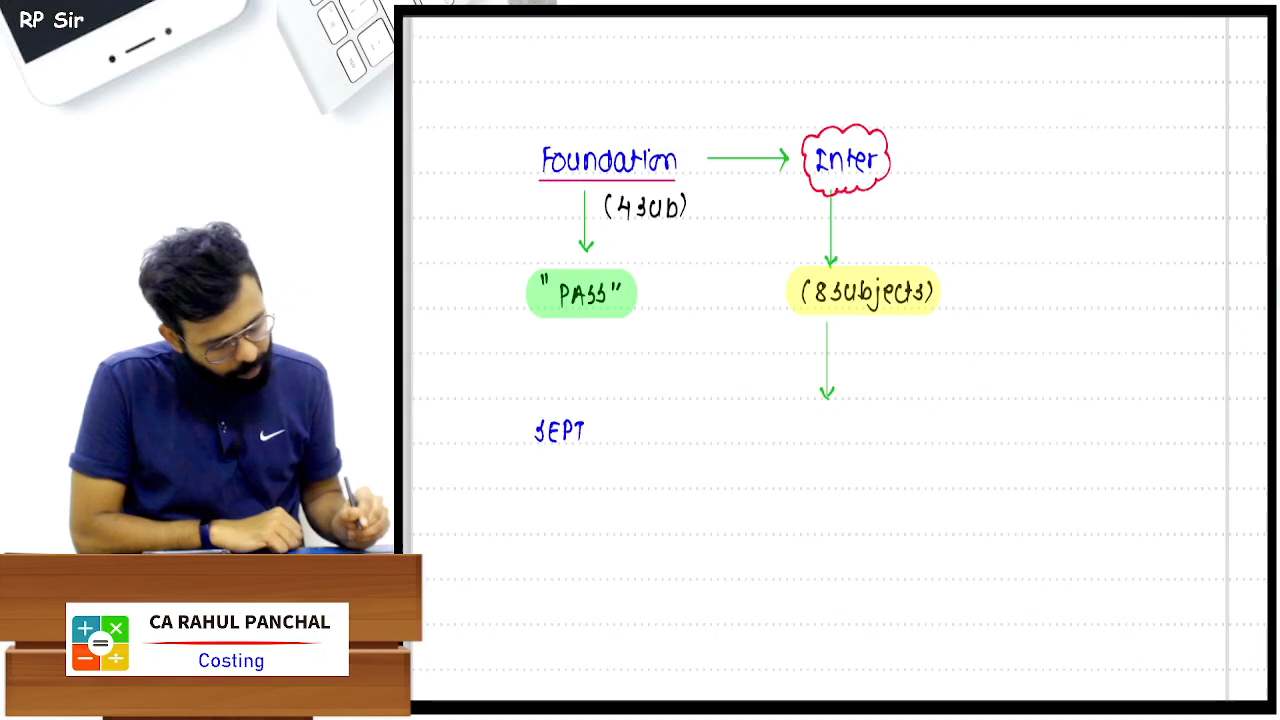 RP Sir
Foundation → Inter
(4 SUB)
"PASS"
(8 subjects)
SEPT
CA RAHUL PANCHAL
Costing